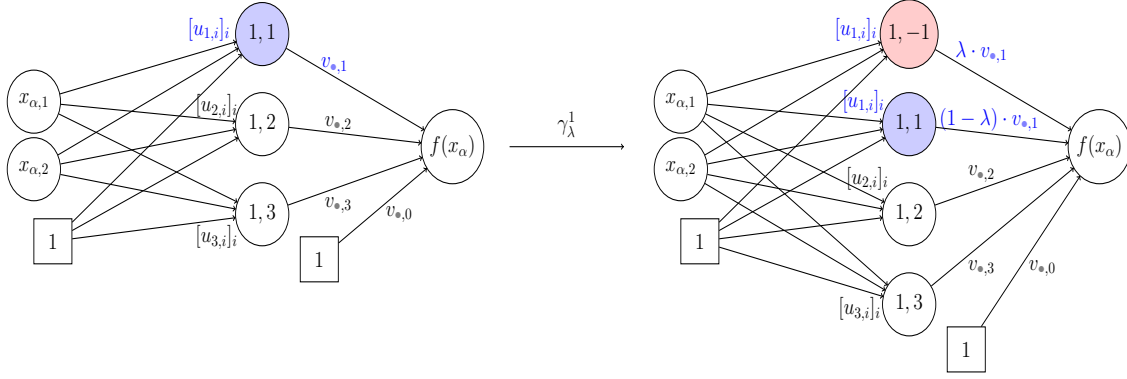 [u_{1,i}]_i
1, 1
x_{α,1}
v_{•,1}
[u_{2,i}]_i
1, 2
v_{•,2}
x_{α,2}
f(x_α)
1, 3
v_{•,3}
v_{•,0}
[u_{3,i}]_i
1
1
γ^1_λ
[u_{1,i}]_i
1, −1
λ · v_{•,1}
x_{α,1}
[u_{1,i}]_i
1, 1
(1 − λ) · v_{•,1}
x_{α,2}
f(x_α)
[u_{2,i}]_i
v_{•,2}
1, 2
1
v_{•,3}
v_{•,0}
[u_{3,i}]_i
1, 3
1